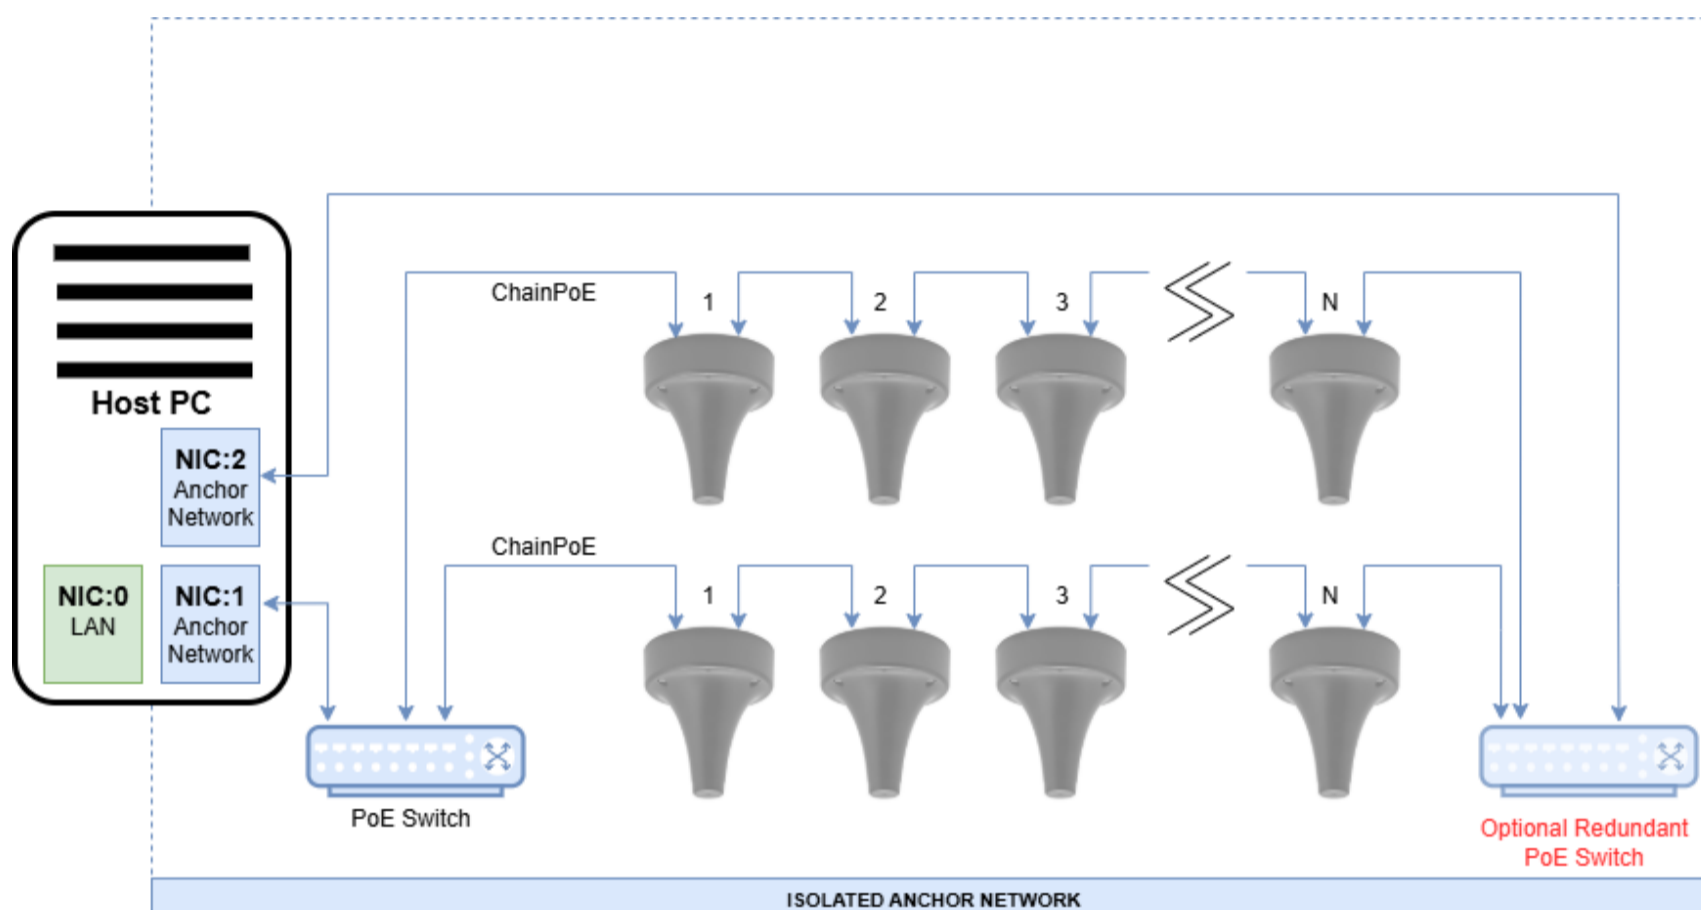 ChainPoE
1
2
3
N
Host PC
NIC:2
Anchor
Network
ChainPoE
1
2
3
N
NIC:0
LAN
NIC:1
Anchor
Network
PoE Switch
Optional Redundant
PoE Switch
ISOLATED ANCHOR NETWORK